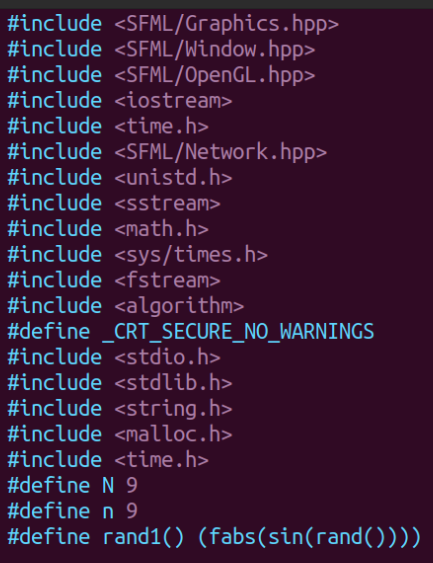 #include <SFML/Graphics.hpp>
#include <SFML/Window.hpp>
#include <SFML/OpenGL.hpp>
#include <iostream>
#include <time.h>
#include <SFML/Network.hpp>
#include <unistd.h>
#include <sstream>
#include <math.h>
#include <sys/times.h>
#include <fstream>
#include <algorithm>
#define _CRT_SECURE_NO_WARNINGS
#include <stdio.h>
#include <stdlib.h>
#include <string.h>
#include <malloc.h>
#include <time.h>
#define N 9
#define n 9
#define rand1() (fabs(sin(rand())))